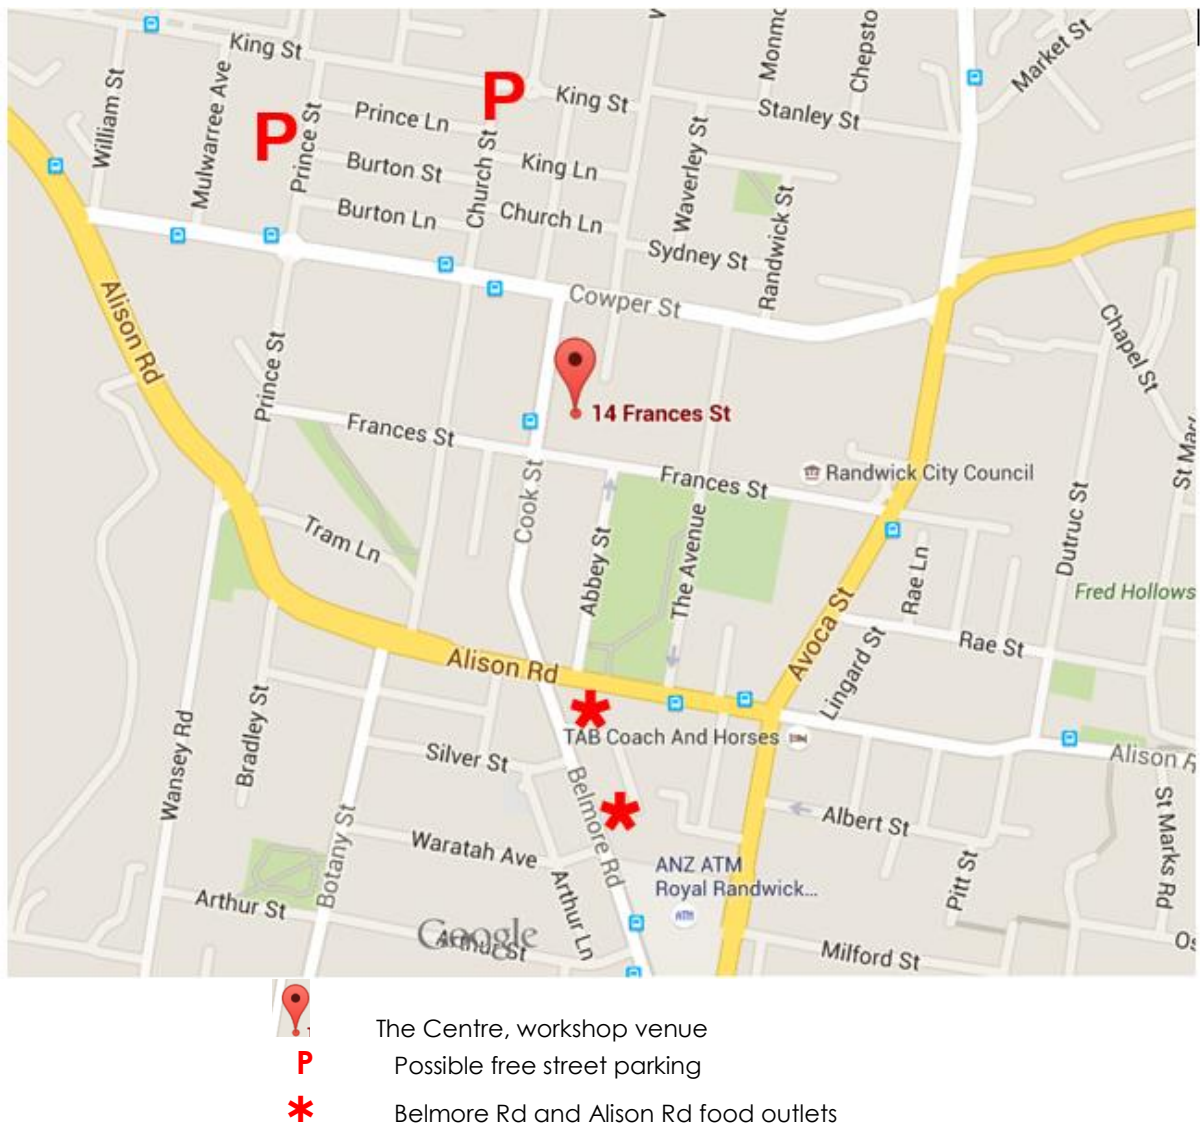 King St
William St
Mulwarree Ave
P
Prince St
P
Prince Ln
Burton St
Burton Ln
Church St
King St
King Ln
Church Ln
Waverley St
Monmo
Chepsto
Stanley St
Market St
Sydney St
Randwick St
Cowper St
Alison Rd
Prince St
14 Frances St
Frances St
Frances St
Randwick City Council
Chapel St
St Mar
Cook St
Tram Ln
Abbey St
The Avenue
Rae Ln
Dutruc St
Fred Hollows
Avoca St
Lingard St
Rae St
Alison Rd
TAB Coach And Horses
Alison R
Wansey Rd
Bradley St
Silver St
Belmore Rd
Albert St
St Marks Rd
Botany St
Waratah Ave
ANZ ATM
Royal Randwick...
ATM
Pitt St
Arthur St
Arthur Ln
Google
Arthur St
Milford St
Os
The Centre, workshop venue
P Possible free street parking
* Belmore Rd and Alison Rd food outlets